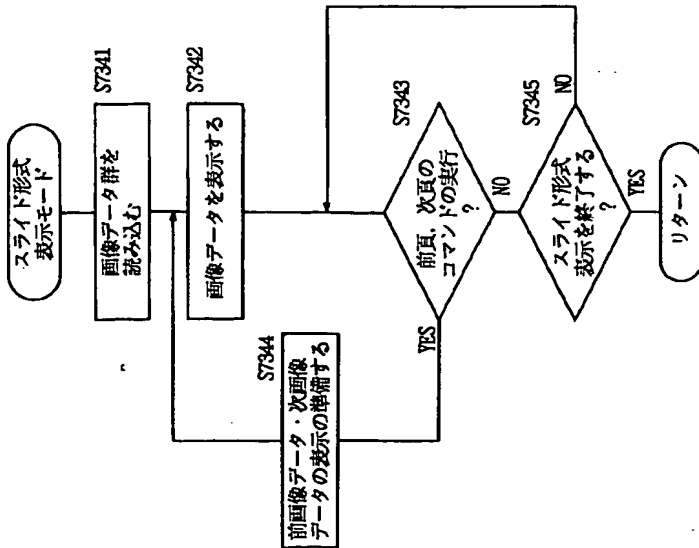 スライド形式
表示モード
S7341
画像データ群を
読み込む
S7342
画像データを表示する
S7343
前頁，次頁の
コマンドの実行
?
YES
NO
S7344
前画像データ・次画像
データの表示の準備する
S7345
スライド形式
表示を終了する
?
NO
YES
リターン